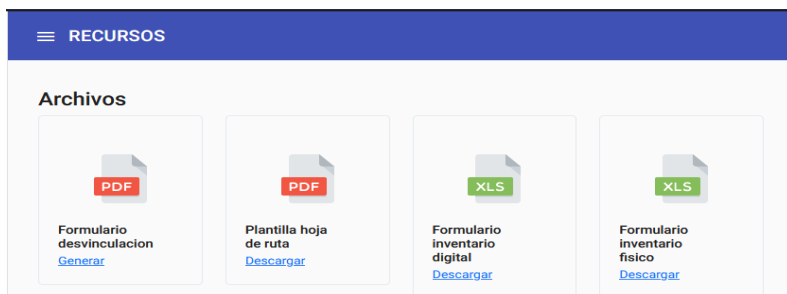 RECURSOS
Archivos
PDF
PDF
XLS
XLS
Formulario
desvinculacion
Generar
Plantilla hoja
de ruta
Descargar
Formulario
inventario
digital
Descargar
Formulario
inventario
fisico
Descargar